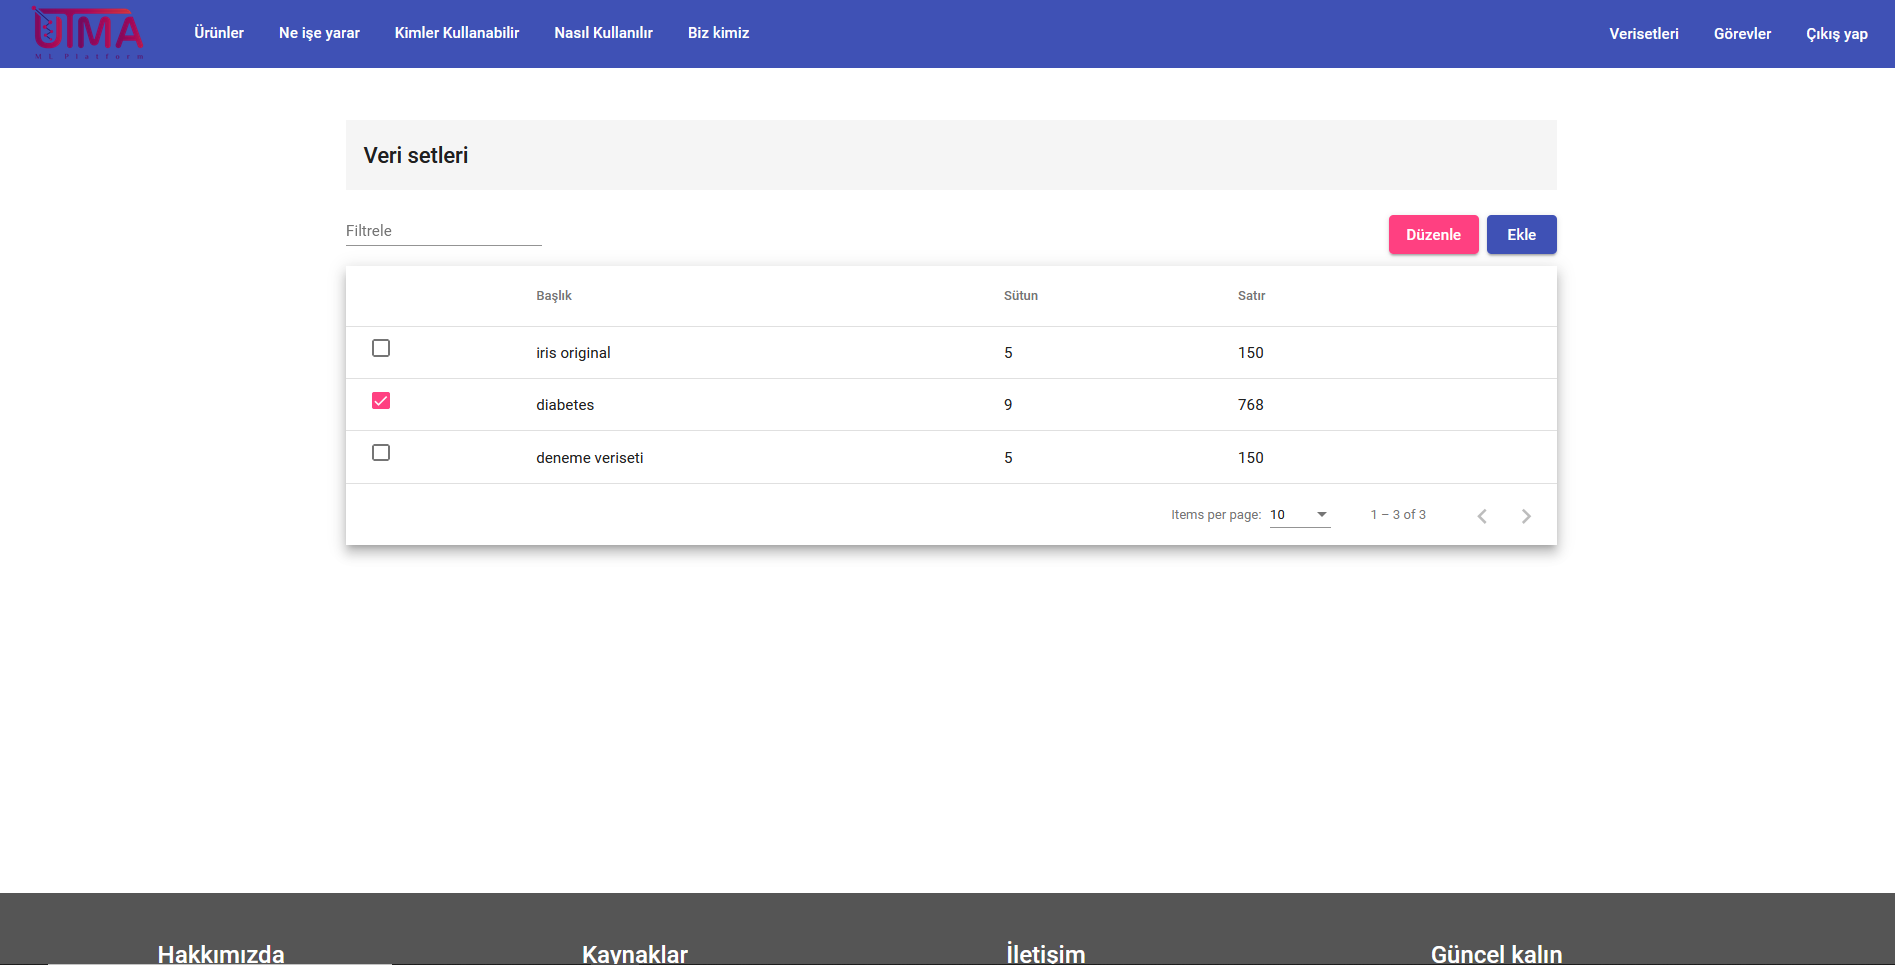 UTMA
ML Platform
Ürünler Ne işe yarar Kimler Kullanabilir Nasıl Kullanılır Biz kimiz Verisetleri Görevler Çıkış yap
Veri setleri
Filtrele Düzenle Ekle
Başlık Sütun Satır
iris original 5 150
diabetes 9 768
deneme veriseti 5 150
Items per page: 10 1 – 3 of 3
Hakkımızda Kaynaklar İletişim Güncel kalın